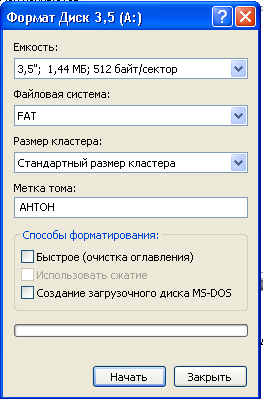 Формат Диск 3,5 (A:)
Емкость:
3,5"; 1,44 МБ; 512 байт/сектор
Файловая система:
FAT
Размер кластера:
Стандартный размер кластера
Метка тома:
АНТОН
Способы форматирования:
Быстрое (очистка оглавления)
Использовать сжатие
Создание загрузочного диска MS-DOS
Начать
Закрыть